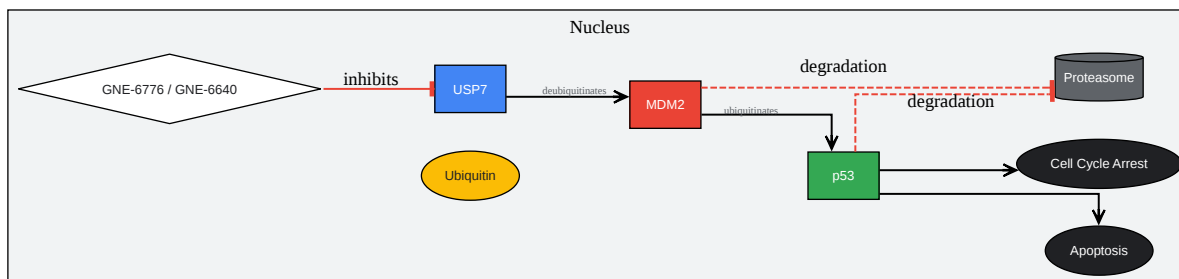 Nucleus
GNE-6776 / GNE-6640
inhibits
USP7
deubiquitinates
MDM2
degradation
Proteasome
degradation
ubiquitinates
Ubiquitin
p53
Cell Cycle Arrest
Apoptosis